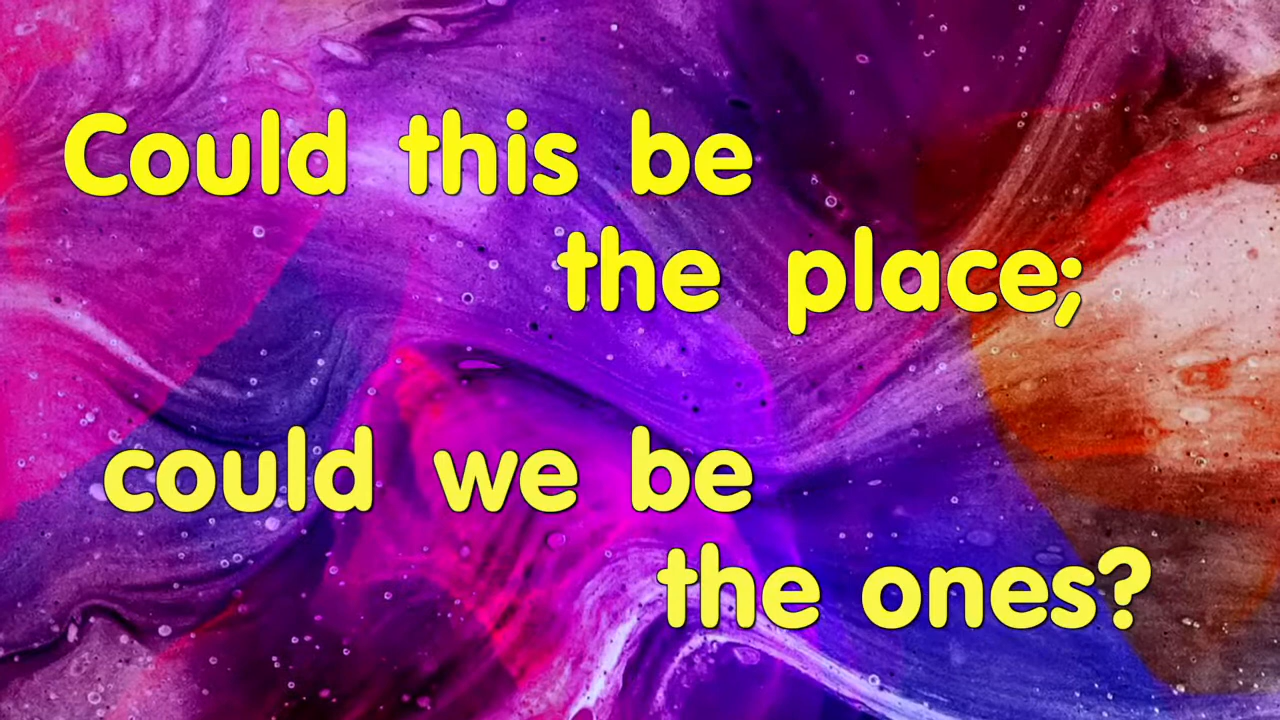 Could this be
the place;
could we be
the ones?